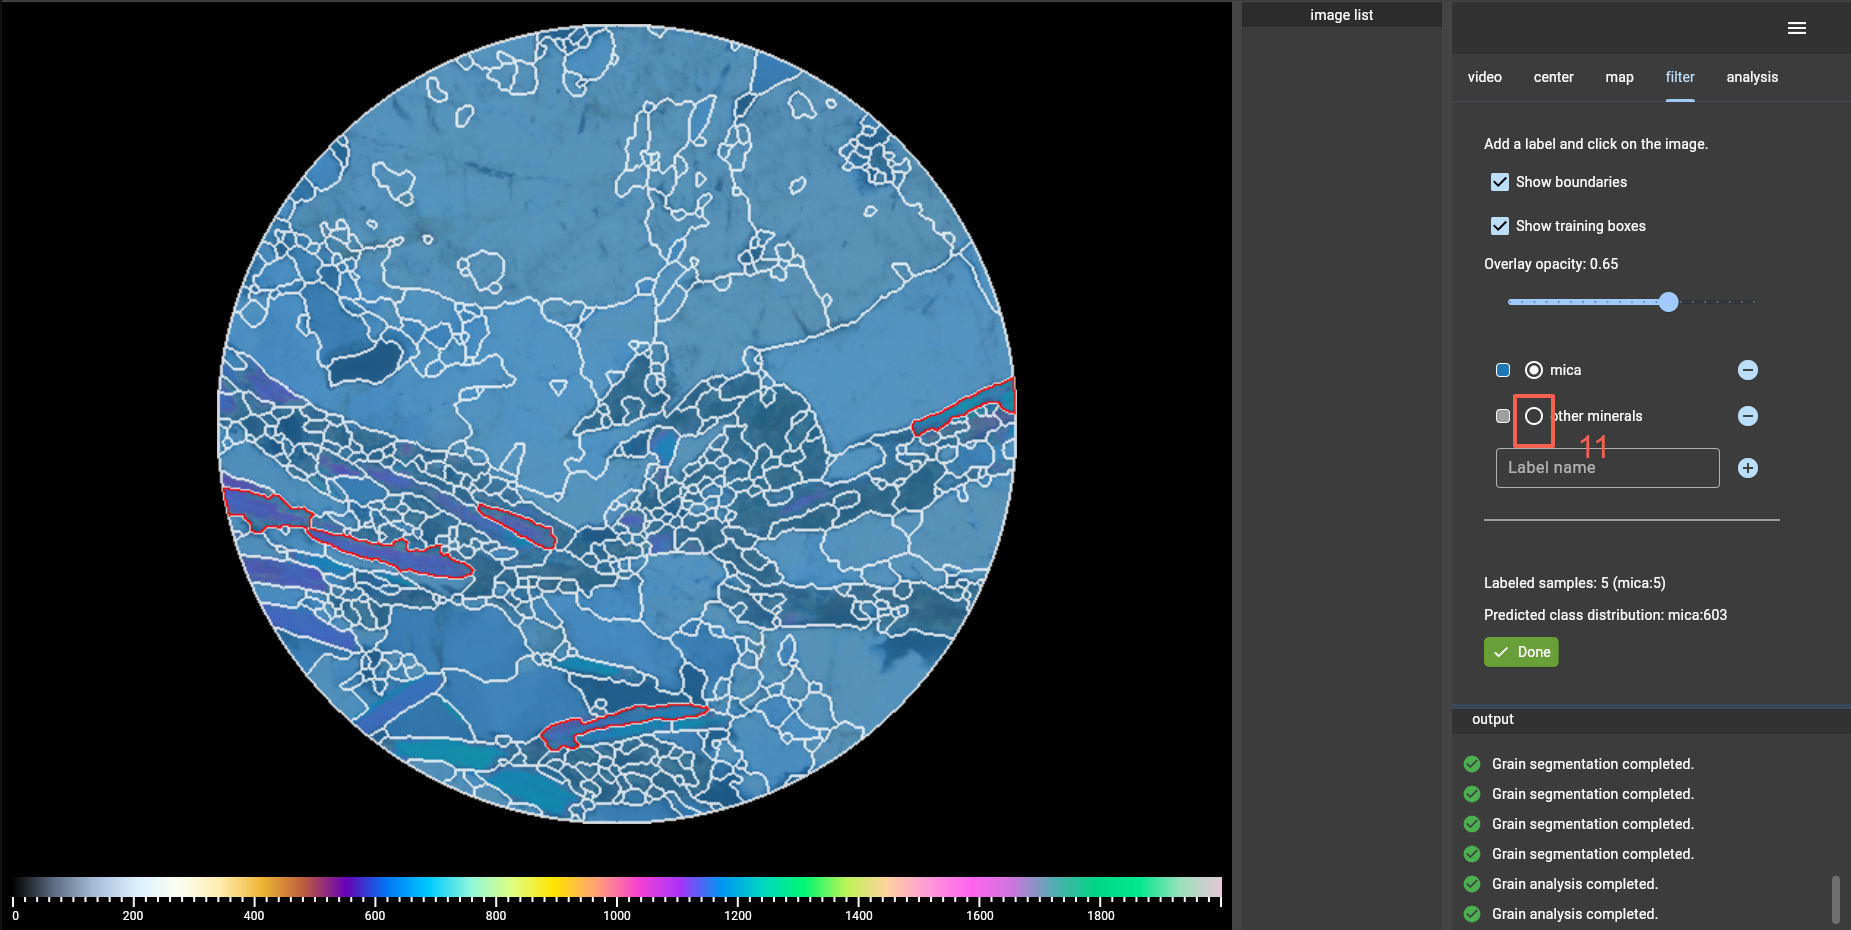 image list
video center map filter analysis
Add a label and click on the image.
Show boundaries
Show training boxes
Overlay opacity: 0.65
mica
other minerals
11
Label name
Labeled samples: 5 (mica:5)
Predicted class distribution: mica:603
Done
output
Grain segmentation completed.
Grain segmentation completed.
Grain segmentation completed.
Grain segmentation completed.
Grain analysis completed.
Grain analysis completed.
0 200 400 600 800 1000 1200 1400 1600 1800